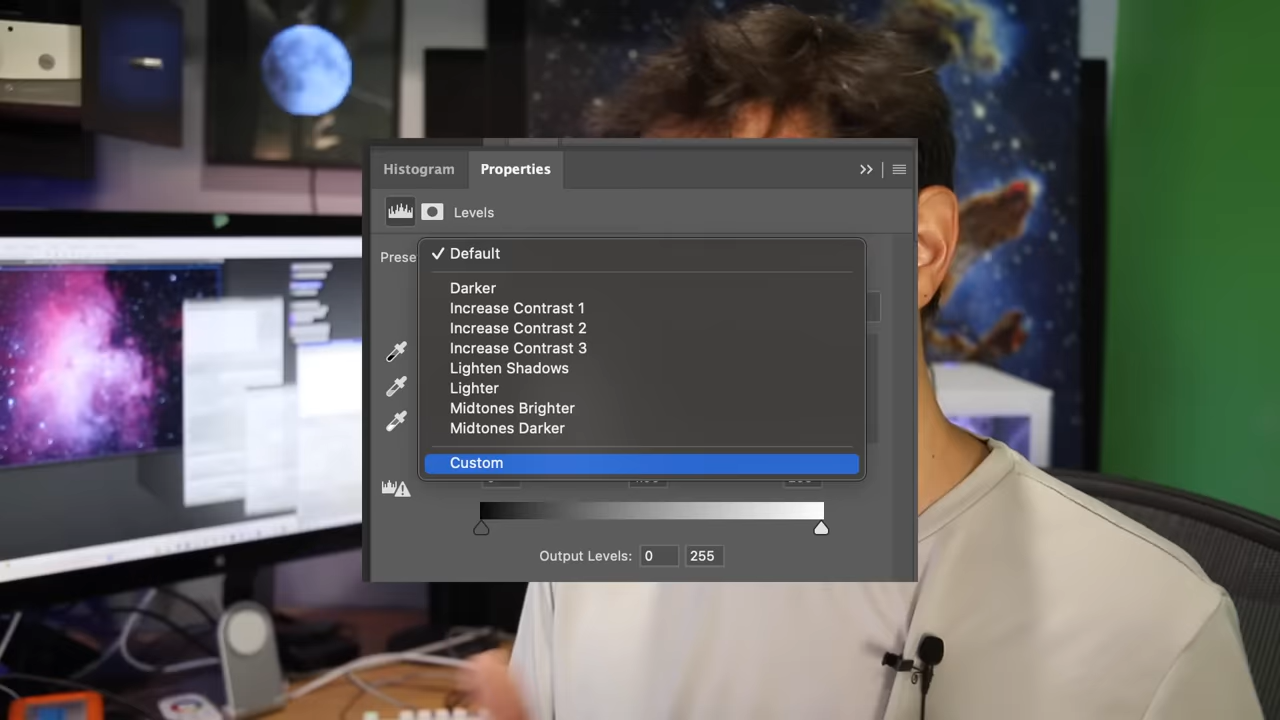 Histogram
Properties
Levels
Prese
Default
Darker
Increase Contrast 1
Increase Contrast 2
Increase Contrast 3
Lighten Shadows
Lighter
Midtones Brighter
Midtones Darker
Custom
Output Levels: 0 255